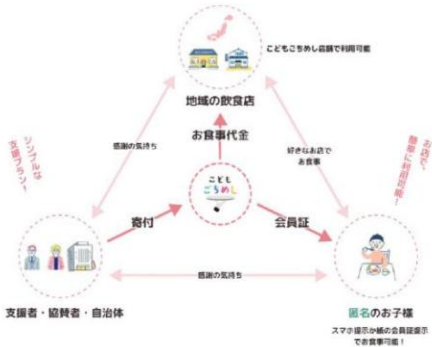 こどもごちめし店舗で利用可能
地域の飲食店
お食事代金
感謝の気持ち
好きなお店で
お食事
シンプルな
支援プラン！
お店で、
簡単に利用可能！
こども
ごちめし
寄付
会員証
感謝の気持ち
支援者・協賛者・自治体
匿名のお子様
スマホ提示か紙の会員証提示
でお食事可能！